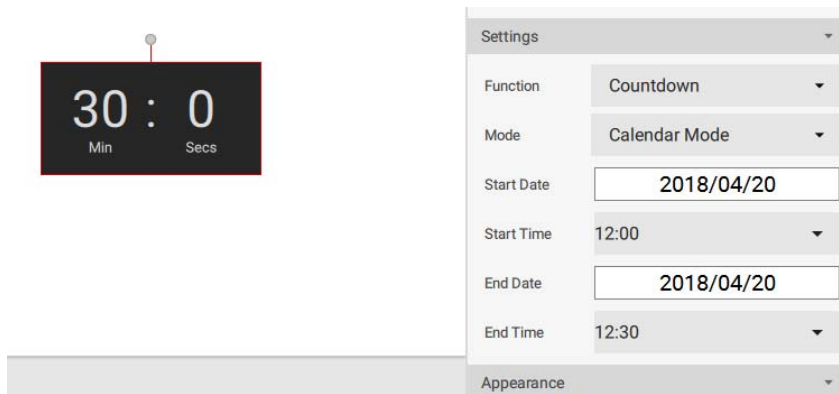 30 : 0
Min Secs
Settings
Function Countdown
Mode Calendar Mode
Start Date 2018/04/20
Start Time 12:00
End Date 2018/04/20
End Time 12:30
Appearance